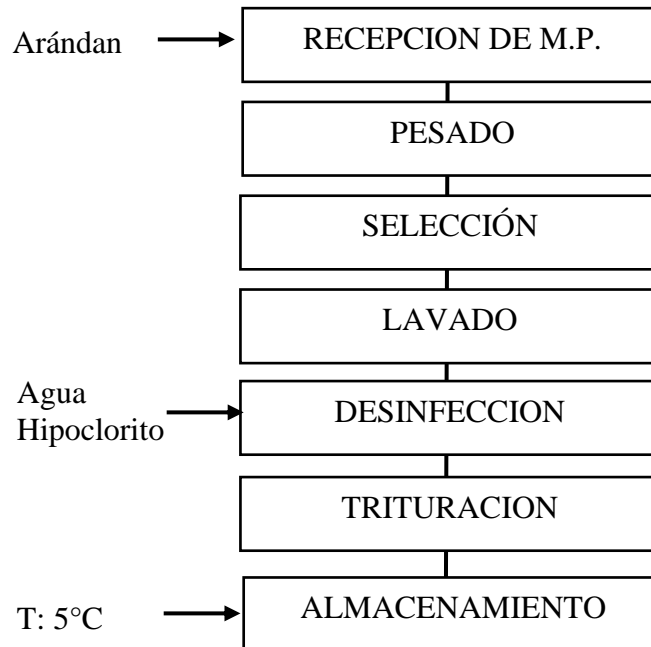 Arándan
RECEPCION DE M.P.
PESADO
SELECCIÓN
LAVADO
Agua
Hipoclorito
DESINFECCION
TRITURACION
T: 5°C
ALMACENAMIENTO